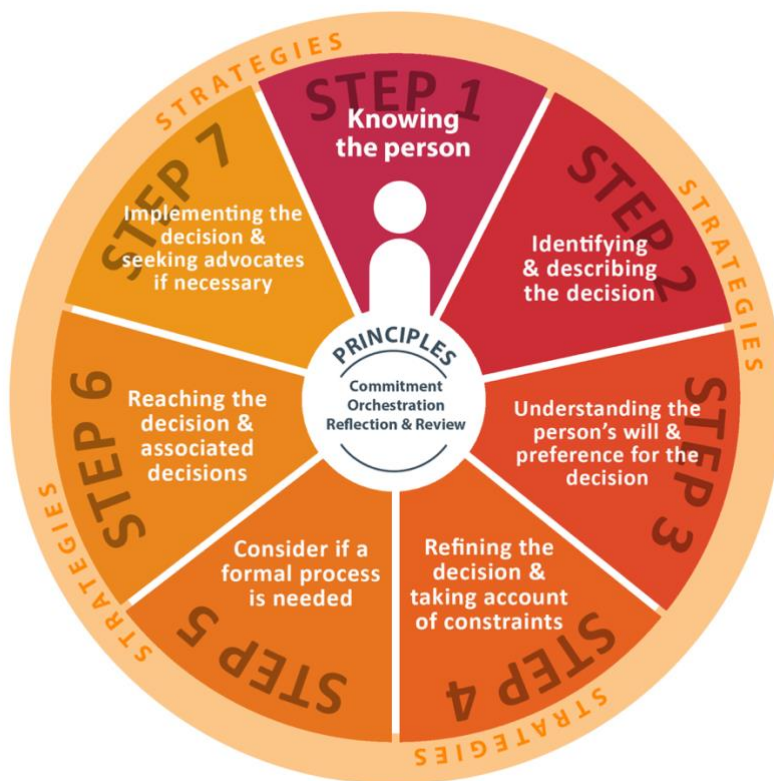 STRATEGIES
STEP 1
Knowing
the person
STRATEGIES
STEP 2
Identifying
& describing
the decision
STEP 3
Understanding the
person's will &
preference for the
decision
STEP 4
Refining the
decision &
taking account
of constraints
STRATEGIES
STEP 5
Consider if a
formal process
is needed
STEP 6
Reaching the
decision &
associated
decisions
STRATEGIES
STEP 7
Implementing the
decision &
seeking advocates
if necessary
PRINCIPLES
Commitment
Orchestration
Reflection & Review